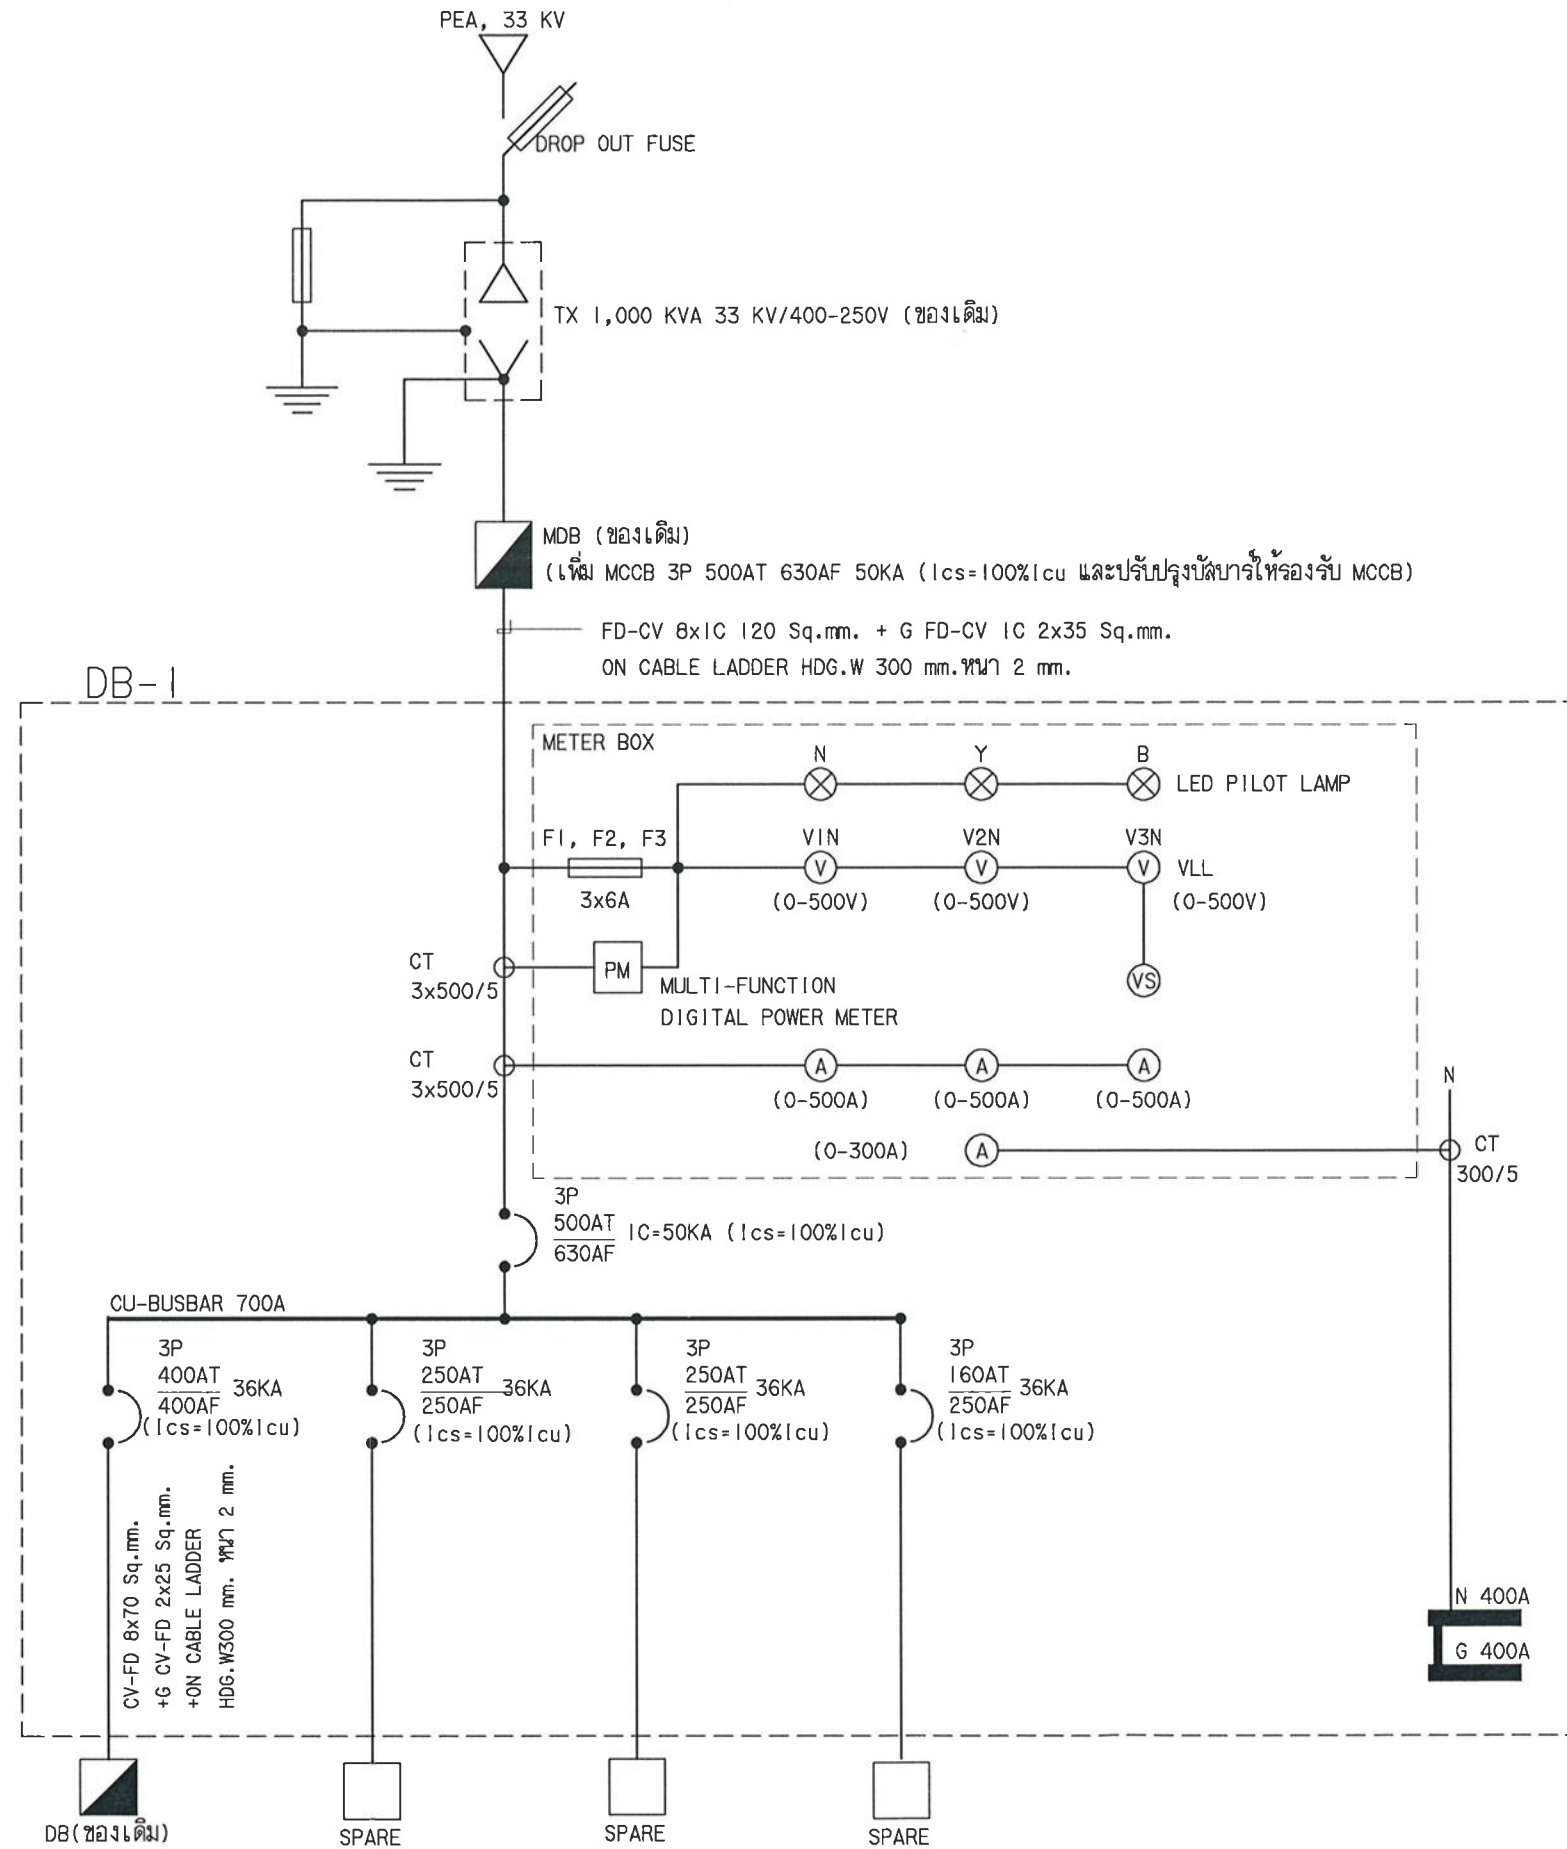 PEA, 33 KV
DROP OUT FUSE
TX 1,000 KVA 33 KV/400-250V (ของเดิม)
MDB (ของเดิม)
(เพิ่ม MCCB 3P 500AT 630AF 50KA (Ics=100%Icu และปรับปรุงบัสบาร์ให้รองรับ MCCB)
FD-CV 8x1C 120 Sq.mm. + G FD-CV 1C 2x35 Sq.mm.
ON CABLE LADDER HDG.W 300 mm.หนา 2 mm.
DB-1
METER BOX
N Y B
LED PILOT LAMP
F1, F2, F3
3x6A
V1N V2N V3N
V V V VLL
(0-500V) (0-500V) (0-500V)
VS
CT
3x500/5
PM
MULTI-FUNCTION
DIGITAL POWER METER
CT
3x500/5
A A A
(0-500A) (0-500A) (0-500A)
(0-300A) A
N
CT
300/5
3P
500AT
630AF
IC=50KA (Ics=100%Icu)
CU-BUSBAR 700A
3P
400AT
400AF
36KA
(Ics=100%Icu)
3P
250AT
250AF
36KA
(Ics=100%Icu)
3P
250AT
250AF
36KA
(Ics=100%Icu)
3P
160AT
250AF
36KA
(Ics=100%Icu)
CV-FD 8x70 Sq.mm.
+G CV-FD 2x25 Sq.mm.
+ON CABLE LADDER
HDG.W300 mm. หนา 2 mm.
N 400A
G 400A
DB(ของเดิม)
SPARE
SPARE
SPARE